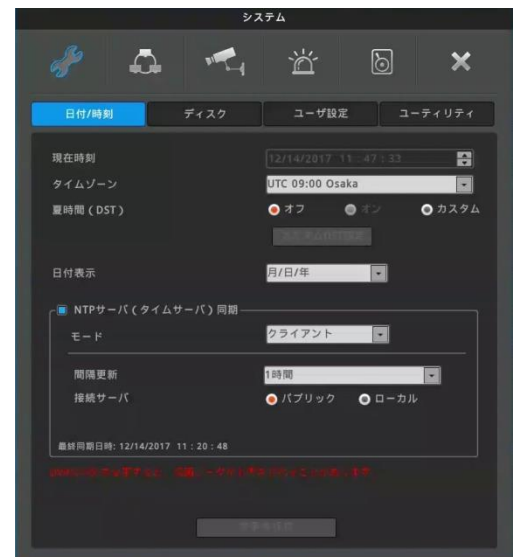 システム
日付/時刻 ディスク ユーザ設定 ユーティリティ
現在時刻 12/14/2017 11:47:33
タイムゾーン UTC 09:00 Osaka
夏時間(DST) オフ オン カスタム
日付表示 月/日/年
NTPサーバ(タイムサーバ)同期
モード クライアント
間隔更新 1時間
接続サーバ パブリック ローカル
最終同期日時: 12/14/2017 11:20:48